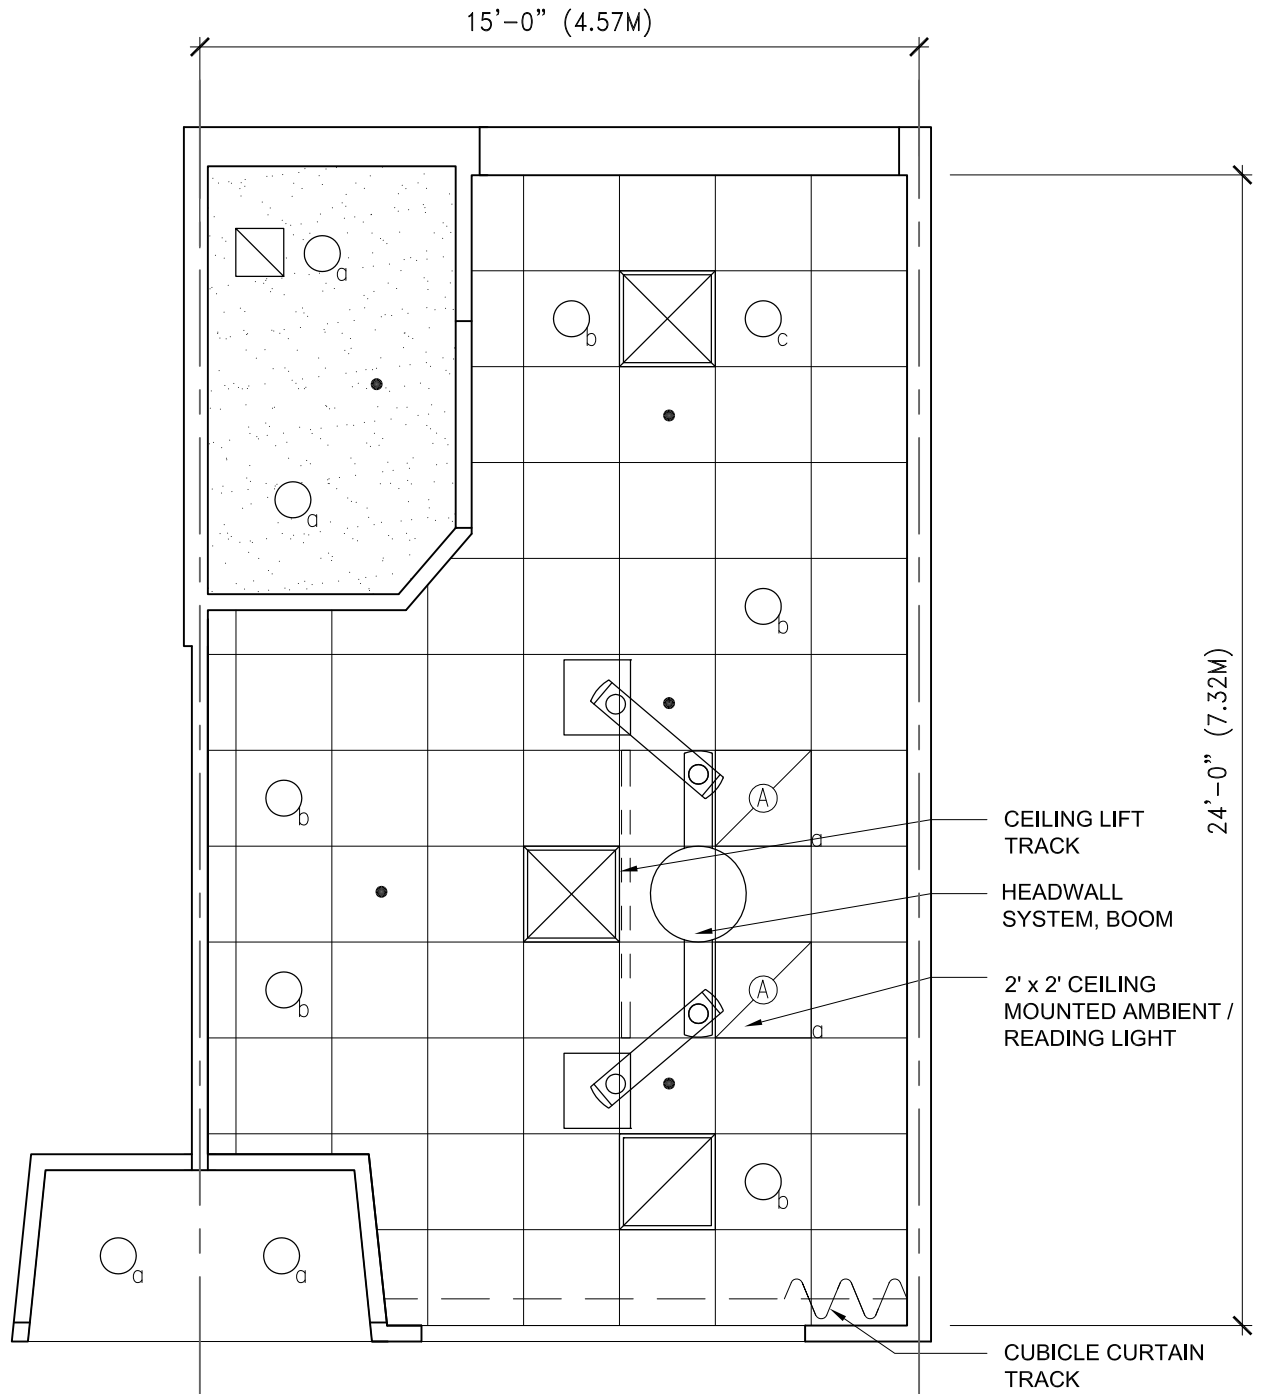 15'-0" (4.57M)
a
b
c
a
b
24'-0" (7.32M)
b
A
a
CEILING LIFT
TRACK
HEADWALL
SYSTEM, BOOM
b
A
a
2' x 2' CEILING
MOUNTED AMBIENT /
READING LIGHT
b
a
a
CUBICLE CURTAIN
TRACK